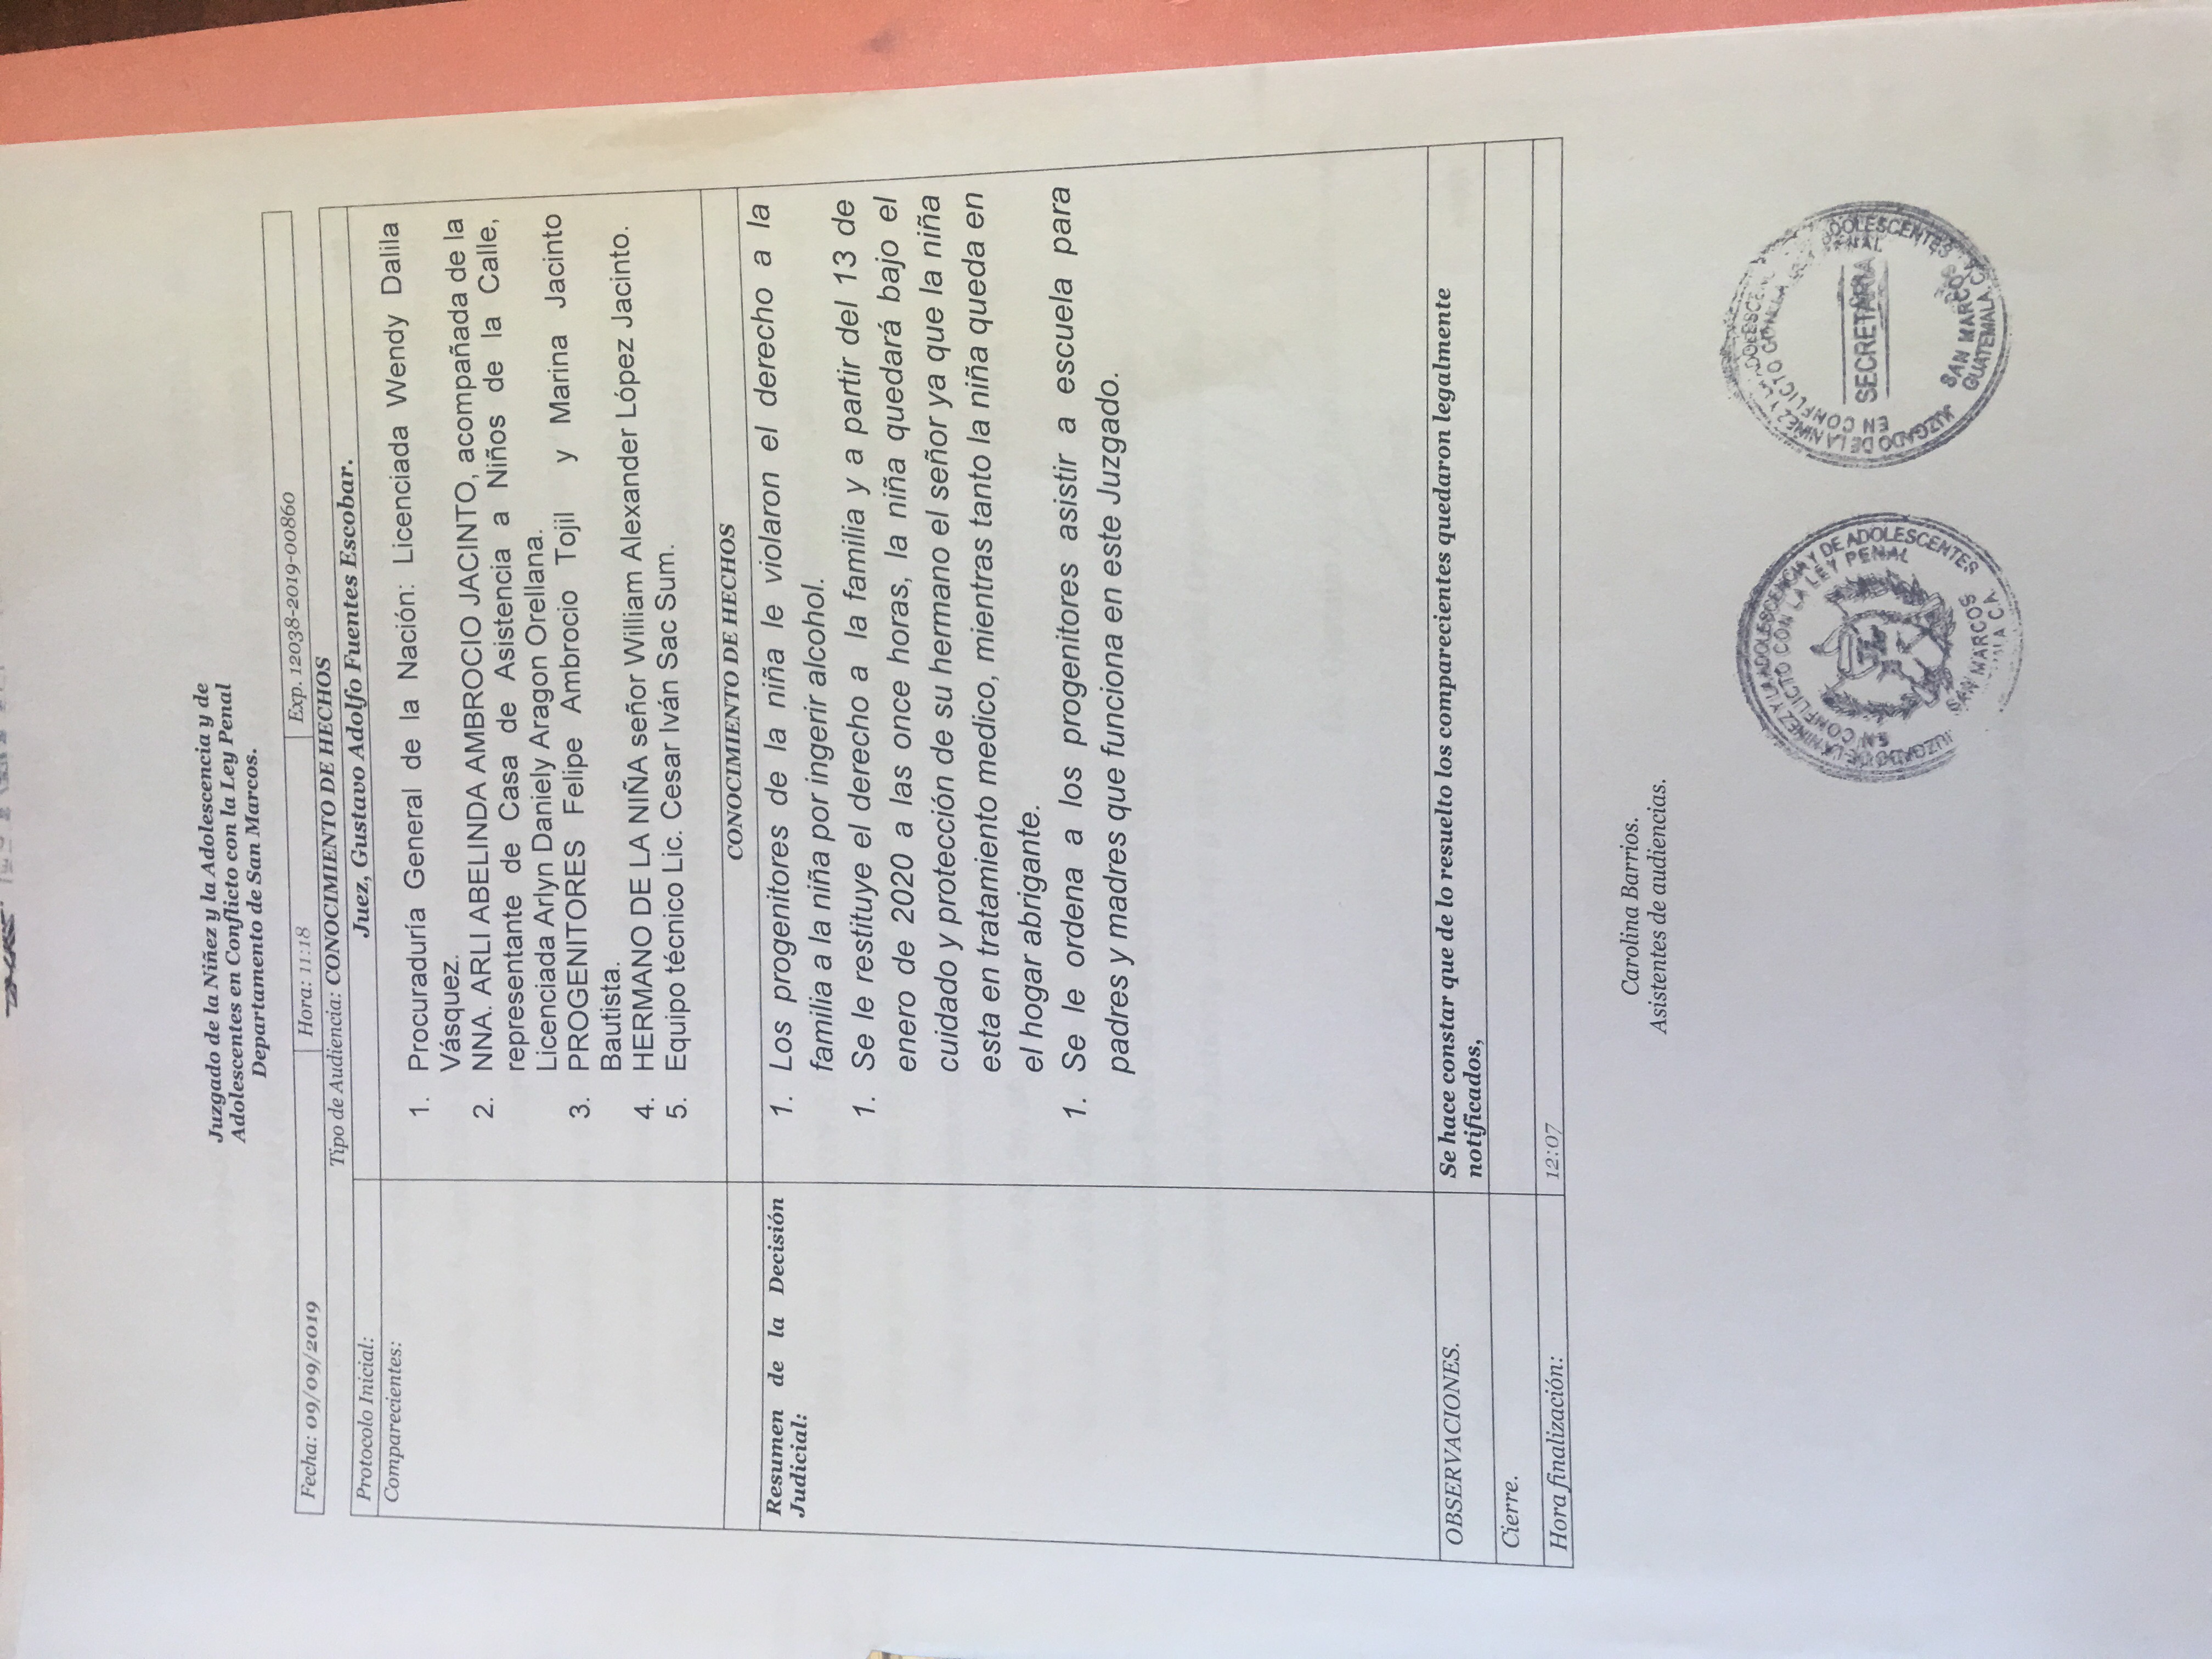 Juzgado de la Niñez y la Adolescencia y de
Adolescentes en Conflicto con la Ley Penal
Departamento de San Marcos.
Fecha: 09/09/2019 Hora: 11:18 Exp. 12038-2019-00860
Tipo de Audiencia: CONOCIMIENTO DE HECHOS
Protocolo Inicial: Juez, Gustavo Adolfo Fuentes Escobar.
Comparecientes:
1. Procuraduría General de la Nación: Licenciada Wendy Dalila
Vásquez.
2. NNA. ARLI ABELINDA AMBROCIO JACINTO, acompañada de la
representante de Casa de Asistencia a Niños de la Calle,
Licenciada Arlyn Daniely Aragon Orellana.
3. PROGENITORES Felipe Ambrocio Tojil y Marina Jacinto
Bautista.
4. HERMANO DE LA NIÑA señor William Alexander López Jacinto.
5. Equipo técnico Lic. Cesar Iván Sac Sum.
CONOCIMIENTO DE HECHOS
Resumen de la Decisión
Judicial:
1. Los progenitores de la niña le violaron el derecho a la
familia a la niña por ingerir alcohol.
1. Se le restituye el derecho a la familia y a partir del 13 de
enero de 2020 a las once horas, la niña quedará bajo el
cuidado y protección de su hermano el señor ya que la niña
esta en tratamiento medico, mientras tanto la niña queda en
el hogar abrigante.
1. Se le ordena a los progenitores asistir a escuela para
padres y madres que funciona en este Juzgado.
OBSERVACIONES. Se hace constar que de lo resuelto los comparecientes quedaron legalmente
notificados,
Cierre.
Hora finalización: 12:07
Carolina Barrios.
Asistentes de audiencias.
JUZGADO DE LA NIÑEZ Y LA ADOLESCENCIA Y DE ADOLESCENTES
EN CONFLICTO CON LA LEY PENAL
SAN MARCOS
C.A.
JUZGADO DE LA NIÑEZ Y LA ADOLESCENTES
EN CONFLICTO CON LA PENAL
SECRETARIA
SAN MARCOS
GUATEMALA, C.A.